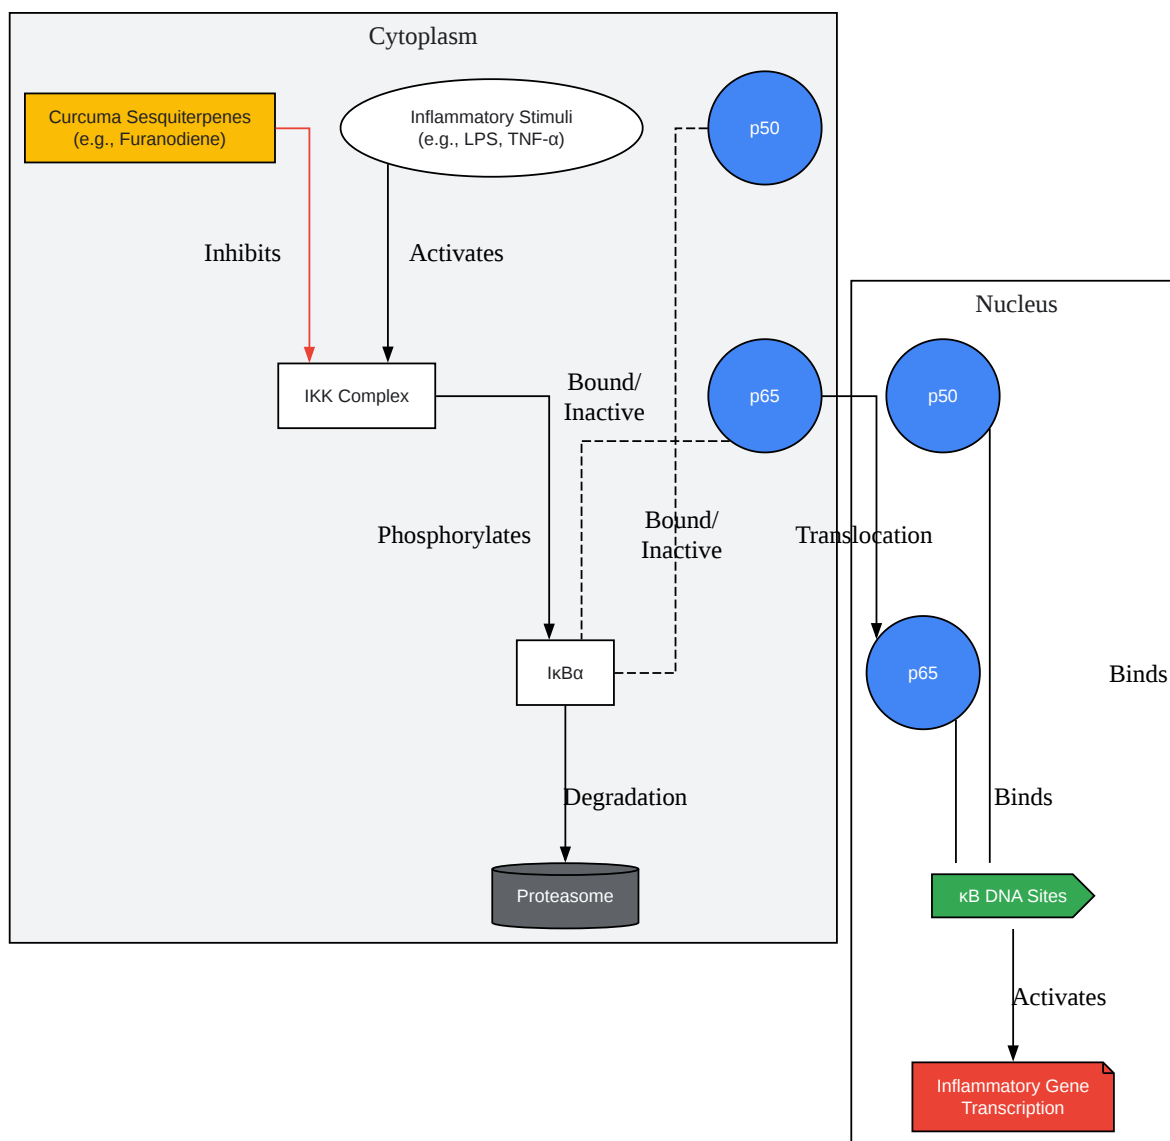 Cytoplasm
Curcuma Sesquiterpenes
(e.g., Furanodiene)
Inflammatory Stimuli
(e.g., LPS, TNF-α)
p50
Inhibits
Activates
Nucleus
IKK Complex
Bound/
Inactive
p65
p50
Phosphorylates
Bound/
Inactive
Translocation
IκBα
p65
Binds
Degradation
Binds
Proteasome
κB DNA Sites
Activates
Inflammatory Gene
Transcription